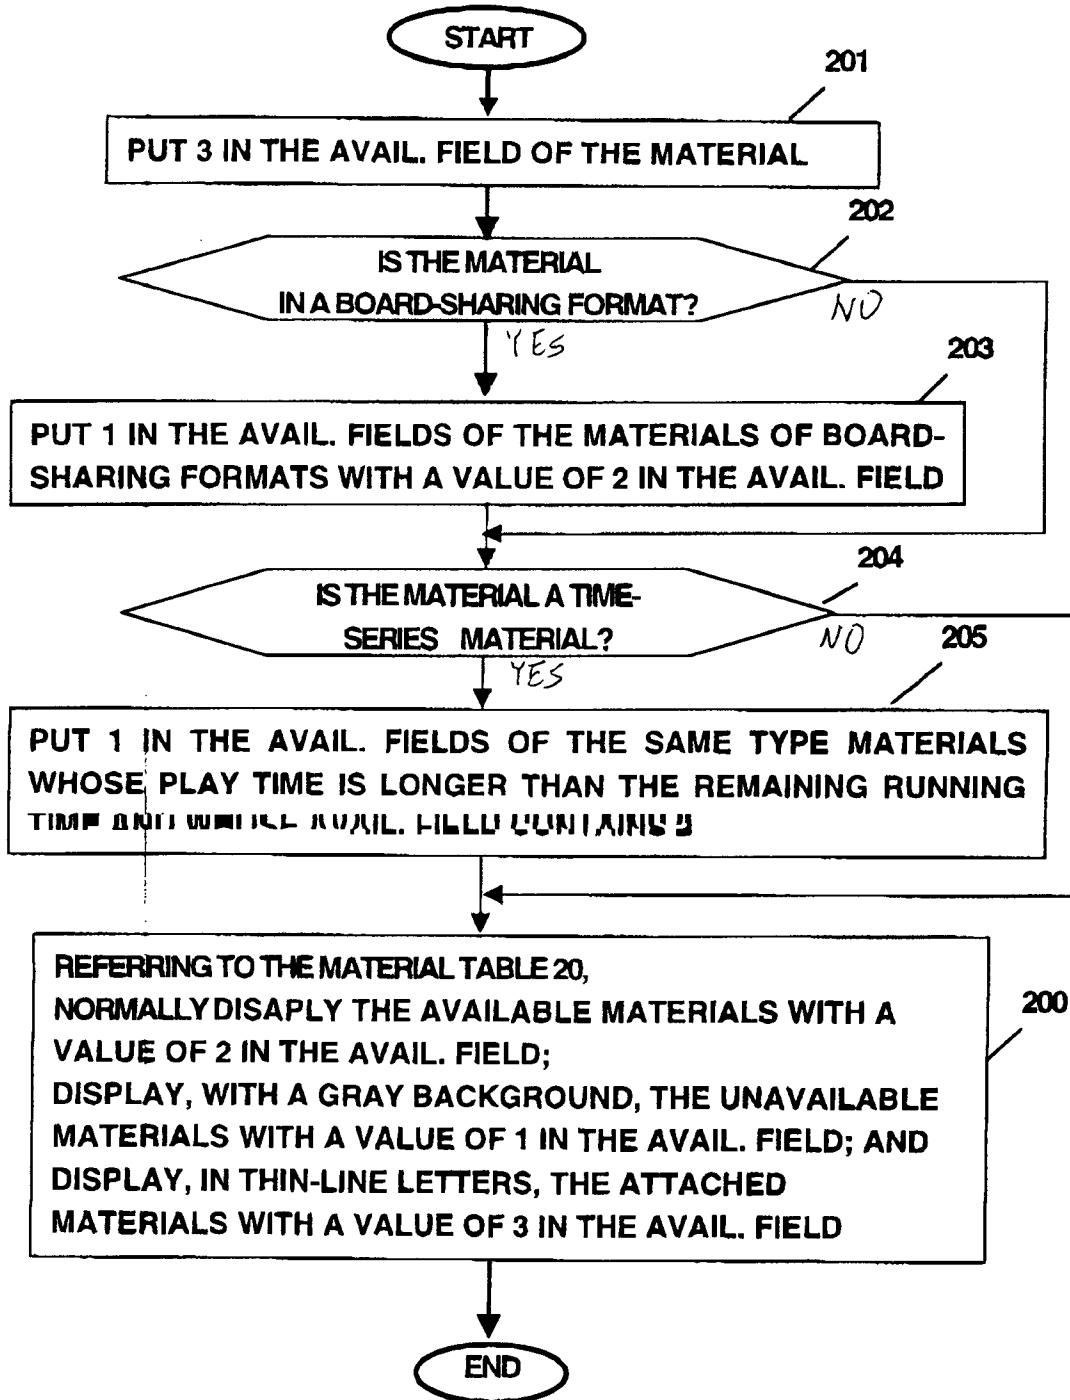 START
201
PUT 3 IN THE AVAIL. FIELD OF THE MATERIAL
202
IS THE MATERIAL
IN A BOARD-SHARING FORMAT?
NO
YES
203
PUT 1 IN THE AVAIL. FIELDS OF THE MATERIALS OF BOARD-
SHARING FORMATS WITH A VALUE OF 2 IN THE AVAIL. FIELD
204
IS THE MATERIAL A TIME-
SERIES MATERIAL?
NO
YES
205
PUT 1 IN THE AVAIL. FIELDS OF THE SAME TYPE MATERIALS
WHOSE PLAY TIME IS LONGER THAN THE REMAINING RUNNING
TIME AND WHOSE AVAIL. FIELD CONTAINS
200
REFERRING TO THE MATERIAL TABLE 20,
NORMALLY DISAPLY THE AVAILABLE MATERIALS WITH A
VALUE OF 2 IN THE AVAIL. FIELD;
DISPLAY, WITH A GRAY BACKGROUND, THE UNAVAILABLE
MATERIALS WITH A VALUE OF 1 IN THE AVAIL. FIELD; AND
DISPLAY, IN THIN-LINE LETTERS, THE ATTACHED
MATERIALS WITH A VALUE OF 3 IN THE AVAIL. FIELD
END